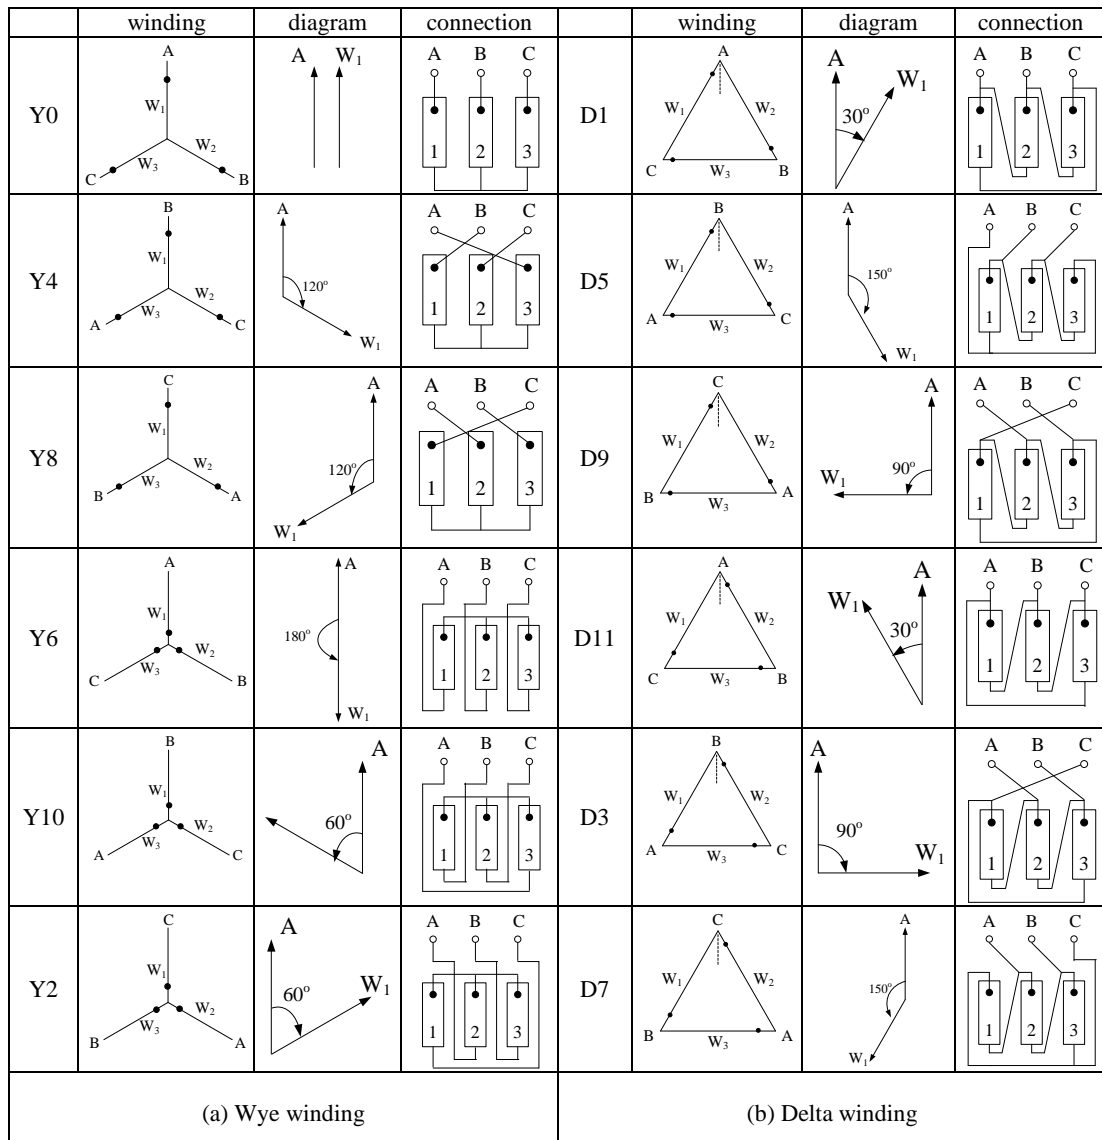 winding diagram connection winding diagram connection
Y0
A
W₁
W₂
W₃
C
B
A W₁
A B C
1 2 3
D1
A
W₁ W₂
C W₃ B
A
W₁
30°
A B C
1 2 3
Y4
B
W₁
W₂
W₃
A
C
A
120°
W₁
A B C
1 2 3
D5
B
W₁ W₂
A W₃ C
A
150°
W₁
A B C
1 2 3
Y8
C
W₁
W₂
W₃
B
A
A
120°
W₁
A B C
1 2 3
D9
C
W₁ W₂
B W₃ A
A
90°
W₁
A B C
1 2 3
Y6
A
W₁
W₂
W₃
C
B
A
180°
W₁
A B C
1 2 3
D11
A
W₁ W₂
C W₃ B
A
W₁
30°
A B C
1 2 3
Y10
B
W₁
W₂
W₃
A
C
A
60°
A B C
1 2 3
D3
B
W₁ W₂
A W₃ C
A
90°
W₁
A B C
1 2 3
Y2
C
W₁
W₂
W₃
B
A
A
60°
W₁
A B C
1 2 3
D7
C
W₁ W₂
B W₃ A
A
150°
W₁
A B C
1 2 3
(a) Wye winding (b) Delta winding